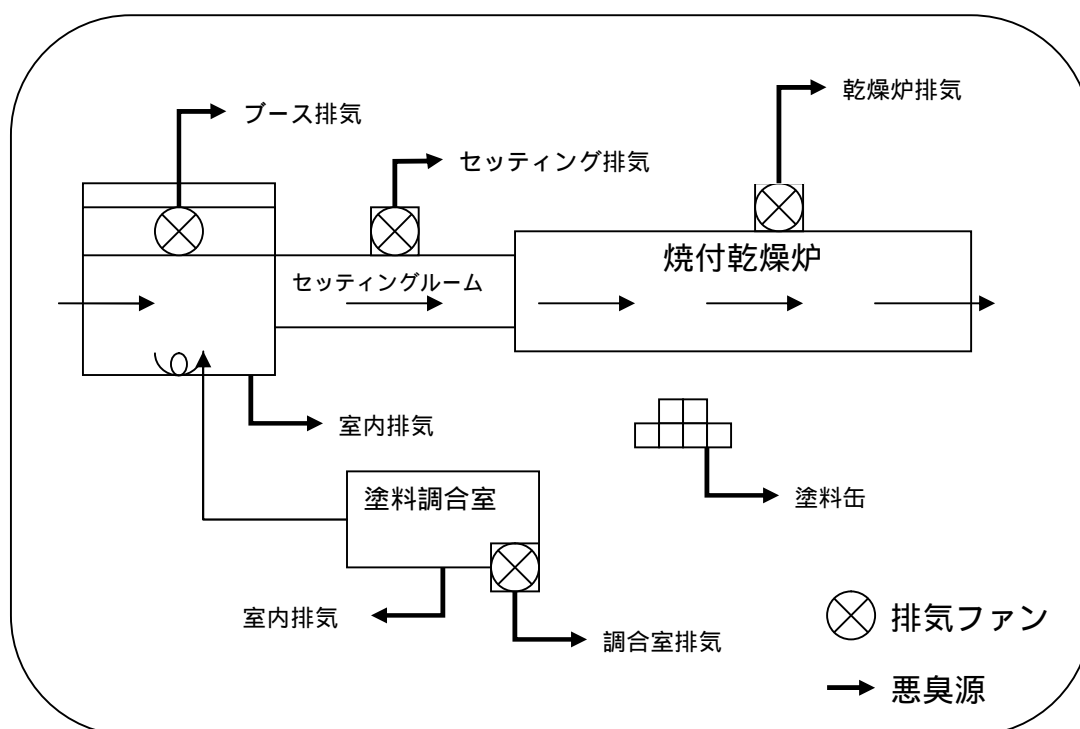 乾燥炉排気
ブース排気
セッティング排気
焼付乾燥炉
セッティングルーム
室内排気
塗料調合室
塗料缶
室内排気
調合室排気
排気ファン
悪臭源